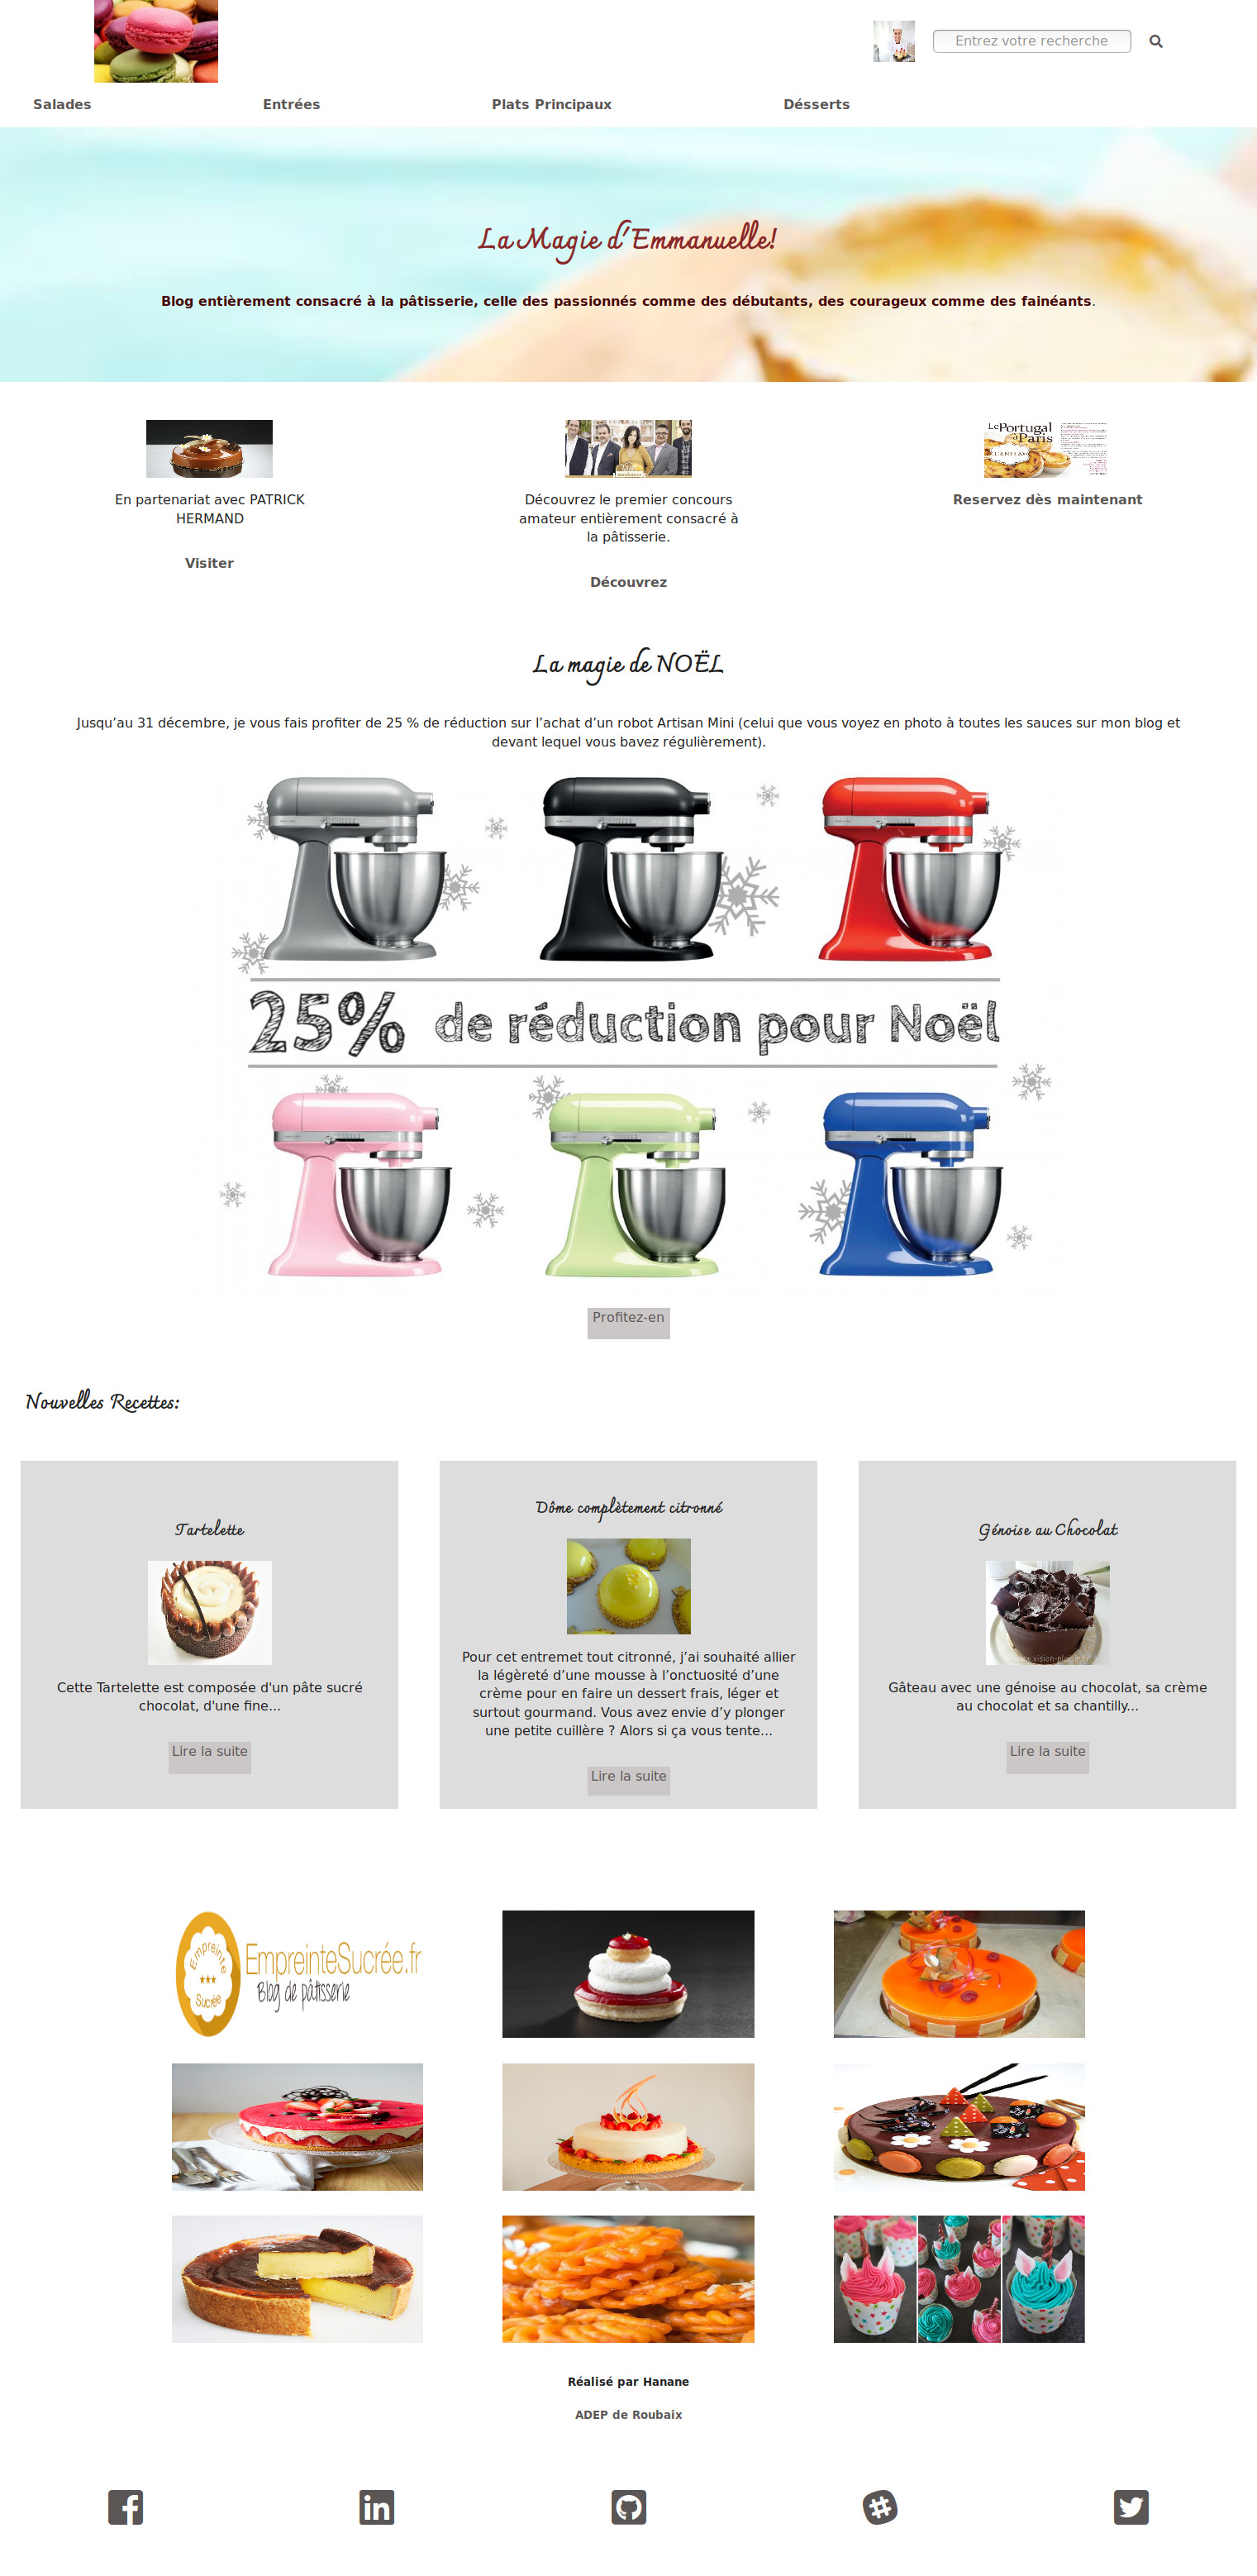 Entrez votre recherche
Salades
Entrées
Plats Principaux
Désserts
La Magie d'Emmanuelle!
Blog entièrement consacré à la pâtisserie, celle des passionnés comme des débutants, des courageux comme des fainéants.
Le Portugal
à Paris
CANELAS
En partenariat avec PATRICK
HERMAND
Visiter
Découvrez le premier concours
amateur entièrement consacré à
la pâtisserie.
Découvrez
Reservez dès maintenant
La magie de NOËL
Jusqu’au 31 décembre, je vous fais profiter de 25 % de réduction sur l’achat d’un robot Artisan Mini (celui que vous voyez en photo à toutes les sauces sur mon blog et
devant lequel vous bavez régulièrement).
25% de réduction pour Noël
Profitez-en
Nouvelles Recettes:
Tartelette
Cette Tartelette est composée d'un pâte sucré
chocolat, d'une fine...
Lire la suite
Dôme complètement citronné
Pour cet entremet tout citronné, j’ai souhaité allier
la légèreté d’une mousse à l’onctuosité d’une
crème pour en faire un dessert frais, léger et
surtout gourmand. Vous avez envie d’y plonger
une petite cuillère ? Alors si ça vous tente...
Lire la suite
Génoise au Chocolat
Gâteau avec une génoise au chocolat, sa crème
au chocolat et sa chantilly...
Lire la suite
Empreinte
Sucrée
EmpreinteSucrée.fr
Blog de pâtisserie
Réalisé par Hanane
ADEP de Roubaix